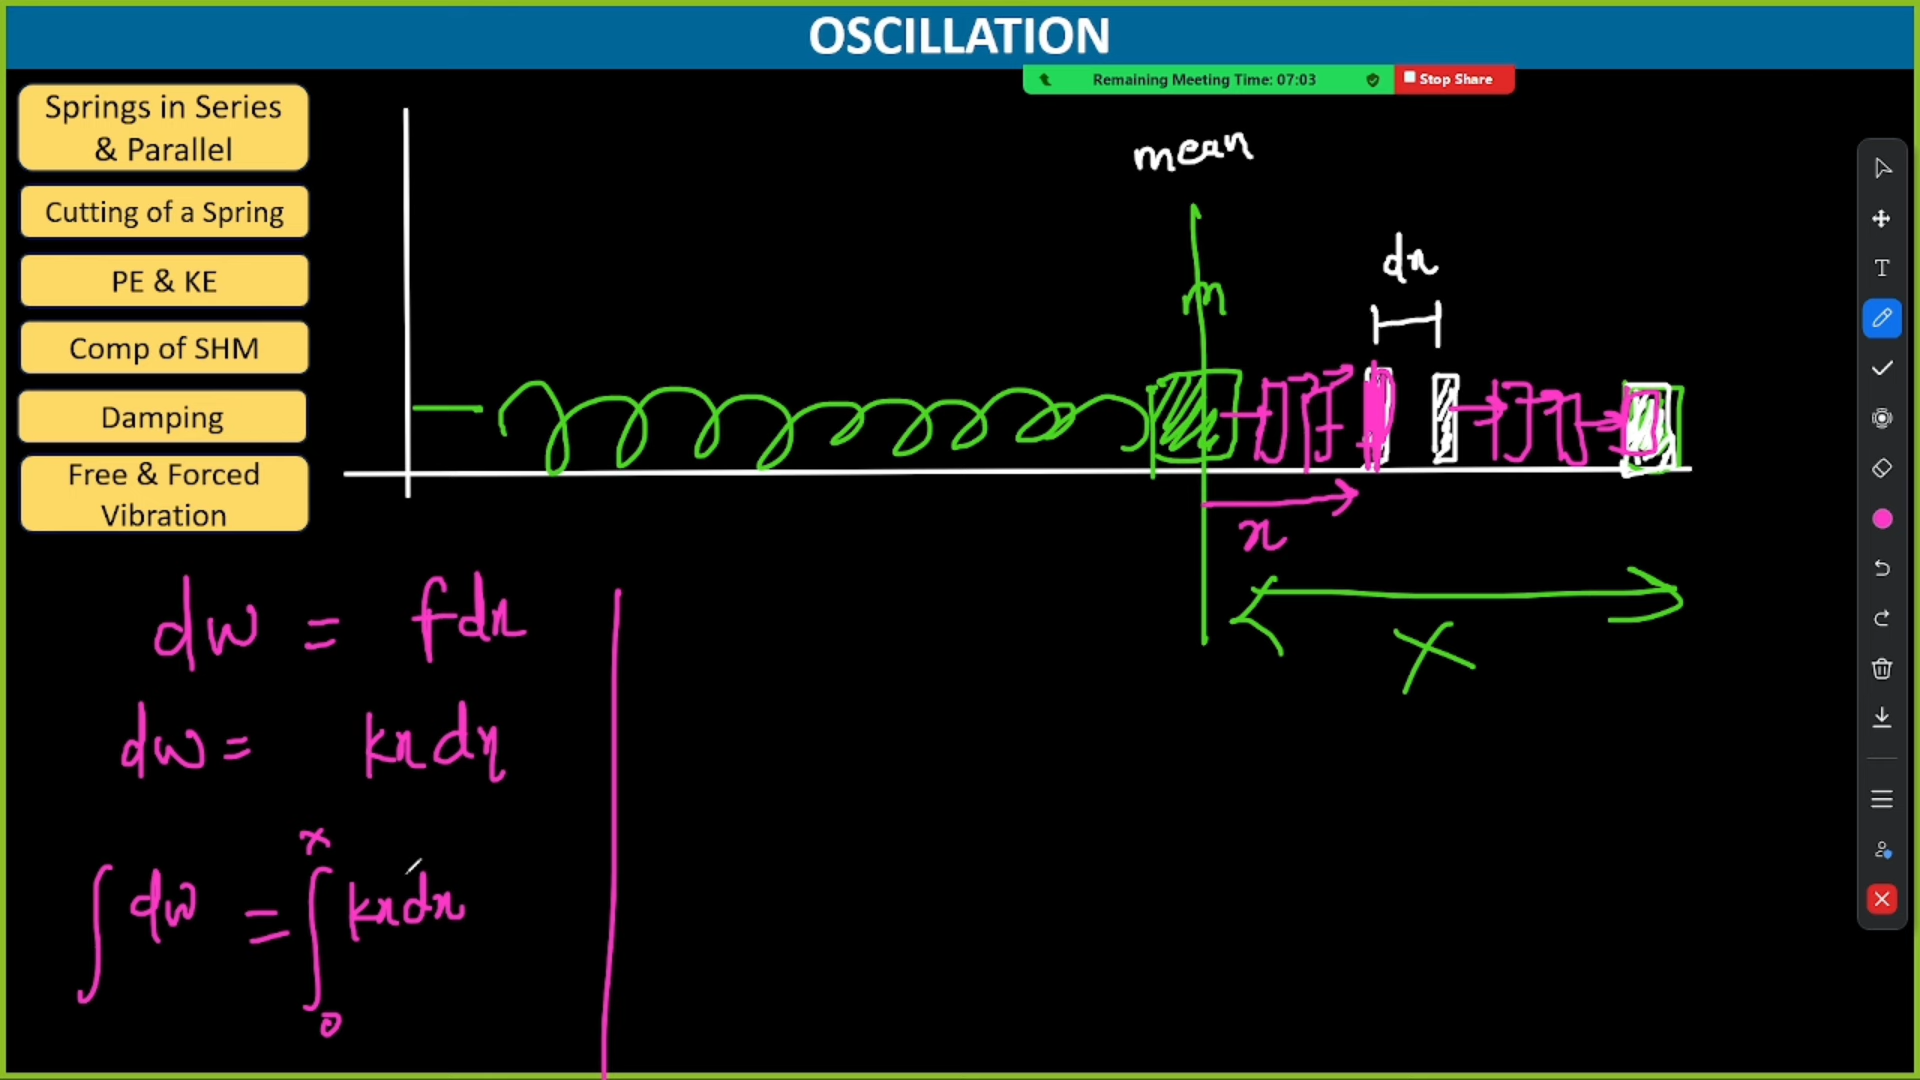 OSCILLATION
Remaining Meeting Time: 07:03
Stop Share
Springs in Series
& Parallel
Cutting of a Spring
PE & KE
Comp of SHM
Damping
Free & Forced
Vibration
mean
m
dx
x
X
dw = fdx
dw = kxdx
∫ dw = ∫₀ˣ kxdx
T